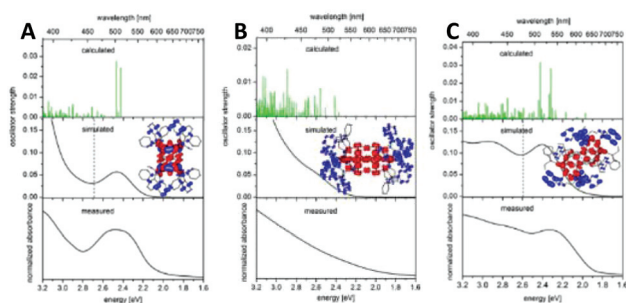 A
wavelength [nm]
400 450 500 550 600 650 700 750
calculated
oscillator strength
0.03
0.02
0.01
0.00
simulated
0.15
0.10
0.05
0.00
measured
normalized absorbance
3.2 3.0 2.8 2.6 2.4 2.2 2.0 1.8 1.6
energy [eV]
B
wavelength [nm]
400 450 500 550 600 650 700 750
calculated
oscillator strength
0.020
0.015
0.010
0.005
0.000
simulated
0.15
0.10
0.05
0.00
measured
normalized absorbance
3.2 3.0 2.8 2.6 2.4 2.2 2.0 1.8 1.6
energy [eV]
C
wavelength [nm]
400 450 500 550 600 650 700 750
calculated
oscillator strength
0.04
0.03
0.02
0.01
0.00
simulated
0.15
0.10
0.05
0.00
measured
normalized absorbance
3.2 3.0 2.8 2.6 2.4 2.2 2.0 1.8 1.6
energy [eV]